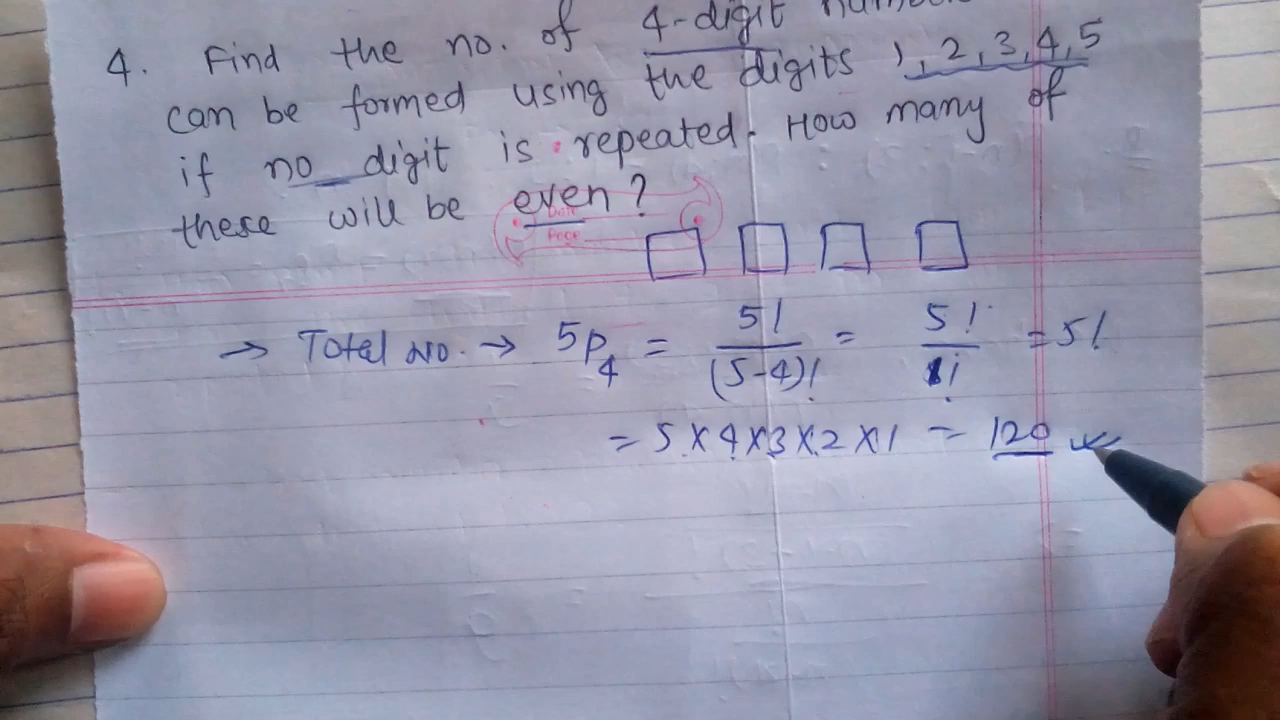 4. Find the no. of 4-digit
can be formed using the digits 1, 2, 3, 4, 5
if no digit is repeated. How many of
these will be even?
Date
Page
→ Total No. → 5P4 = 5!/(5-4)! = 5!/1! = 5!
= 5 × 4 × 3 × 2 × 1 = 120